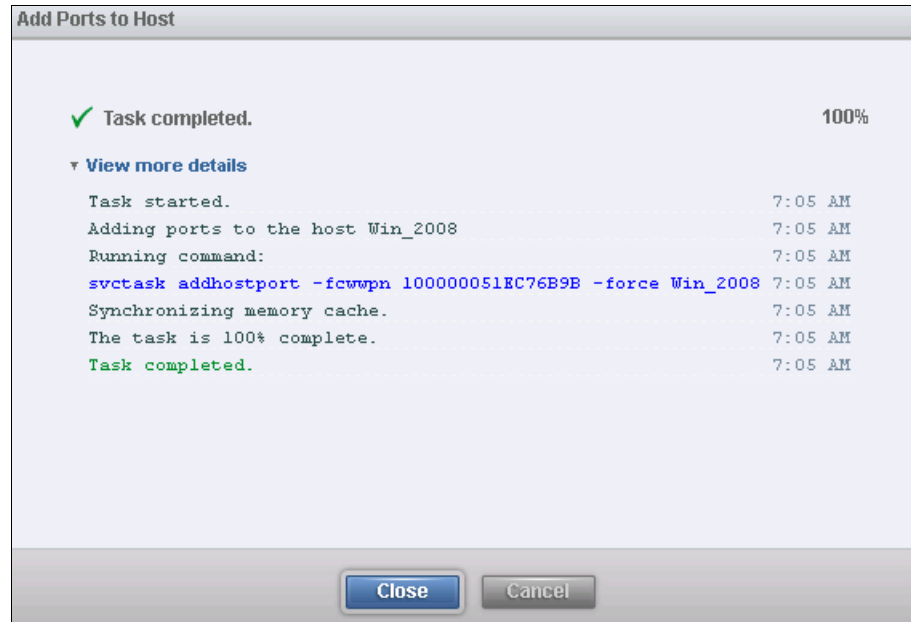 Add Ports to Host
Task completed. 100%
View more details
Task started. 7:05 AM
Adding ports to the host Win_2008 7:05 AM
Running command: 7:05 AM
svctask addhostport -fcwwpn 100000051EC76B9B -force Win_2008 7:05 AM
Synchronizing memory cache. 7:05 AM
The task is 100% complete. 7:05 AM
Task completed. 7:05 AM
Close Cancel